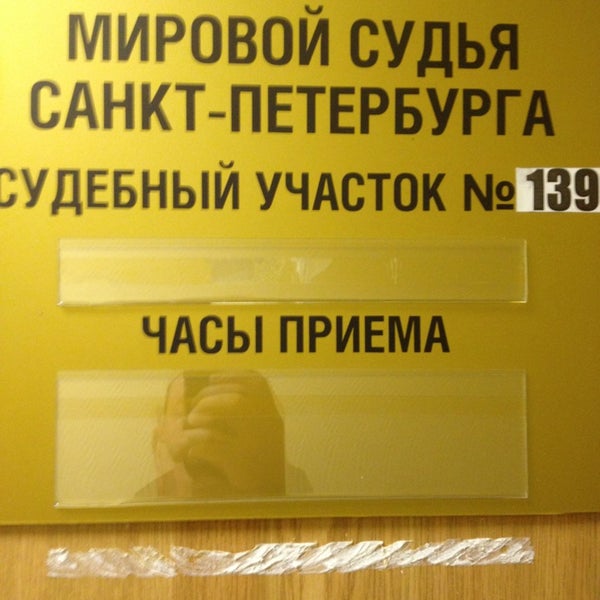 МИРОВОЙ СУДЬЯ
САНКТ-ПЕТЕРБУРГА
СУДЕБНЫЙ УЧАСТОК № 139
ЧАСЫ ПРИЕМА